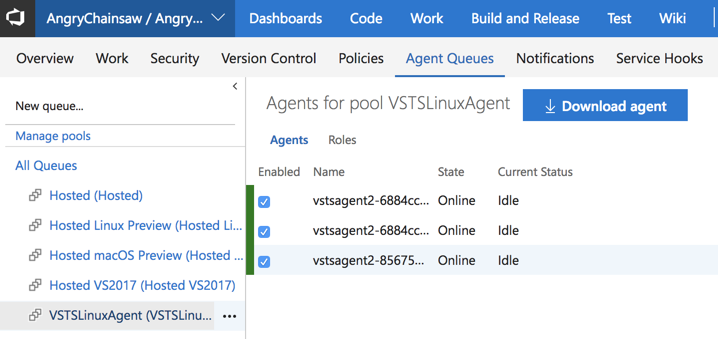 AngryChainsaw / Angry...
Dashboards Code Work Build and Release Test Wiki
Overview Work Security Version Control Policies Agent Queues Notifications Service Hooks
New queue...
Manage pools
All Queues
Hosted (Hosted)
Hosted Linux Preview (Hosted Li...
Hosted macOS Preview (Hosted ...
Hosted VS2017 (Hosted VS2017)
VSTSLinuxAgent (VSTSLinu...
Agents for pool VSTSLinuxAgent
Download agent
Agents Roles
Enabled Name State Current Status
vstsagent2-6884cc... Online Idle
vstsagent2-6884cc... Online Idle
vstsagent2-85675... Online Idle